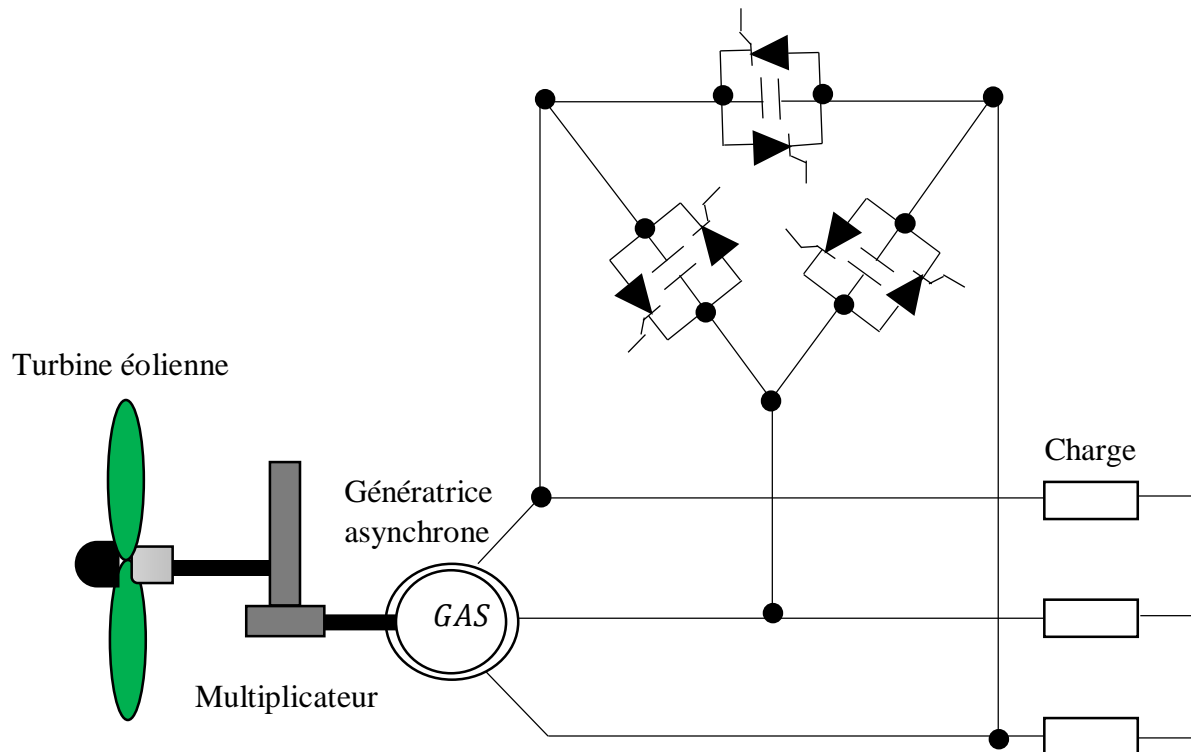 Turbine éolienne
Charge
Génératrice
asynchrone
GAS
Multiplicateur